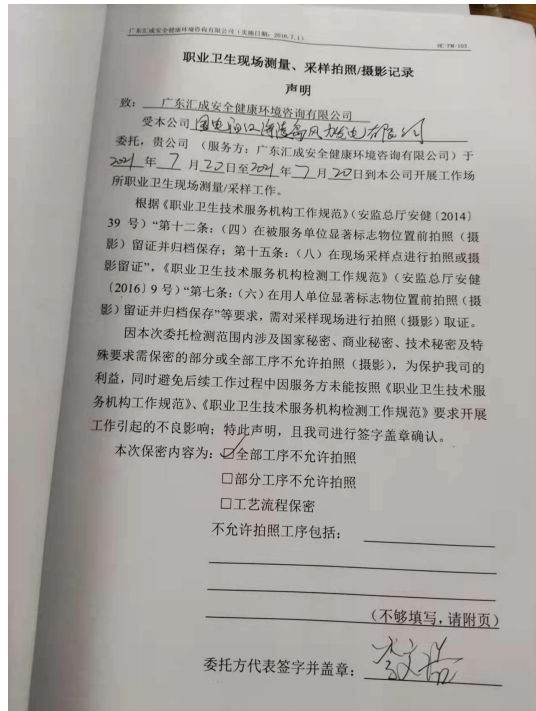 广东汇成安全健康环境咨询有限公司(实施日期:2016.7.1)
HC-FM-103
职业卫生现场测量、采样拍照/摄影记录
声明
致: 广东汇成安全健康环境咨询有限公司
受本公司 国电 风力发电有限公司
委托,贵公司(服务方:广东汇成安全健康环境咨询有限公司)于
2021 年 7 月 20 日至 2021 年 7 月 20 日到本公司开展工作场
所职业卫生现场测量/采样工作。
根据《职业卫生技术服务机构工作规范》(安监总厅安健〔2014〕
39 号)“第十二条:(四)在被服务单位显著标志物位置前拍照(摄
影)留证并归档保存;第十五条:(八)在现场采样点进行拍照或摄
影留证”,《职业卫生技术服务机构检测工作规范》(安监总厅安健
〔2016〕9 号)“第七条:(六)在用人单位显著标志物位置前拍照(摄
影)留证并归档保存”等要求,需对采样现场进行拍照(摄影)取证。
因本次委托检测范围内涉及国家秘密、商业秘密、技术秘密及特
殊要求需保密的部分或全部工序不允许拍照(摄影),为保护我司的
利益,同时避免后续工作过程中因服务方未能按照《职业卫生技术服
务机构工作规范》、《职业卫生技术服务机构检测工作规范》要求开展
工作引起的不良影响;特此声明,且我司进行签字盖章确认。
本次保密内容为:☑全部工序不允许拍照
□部分工序不允许拍照
□工艺流程保密
不允许拍照工序包括:
(不够填写,请附页)
委托方代表签字并盖章: